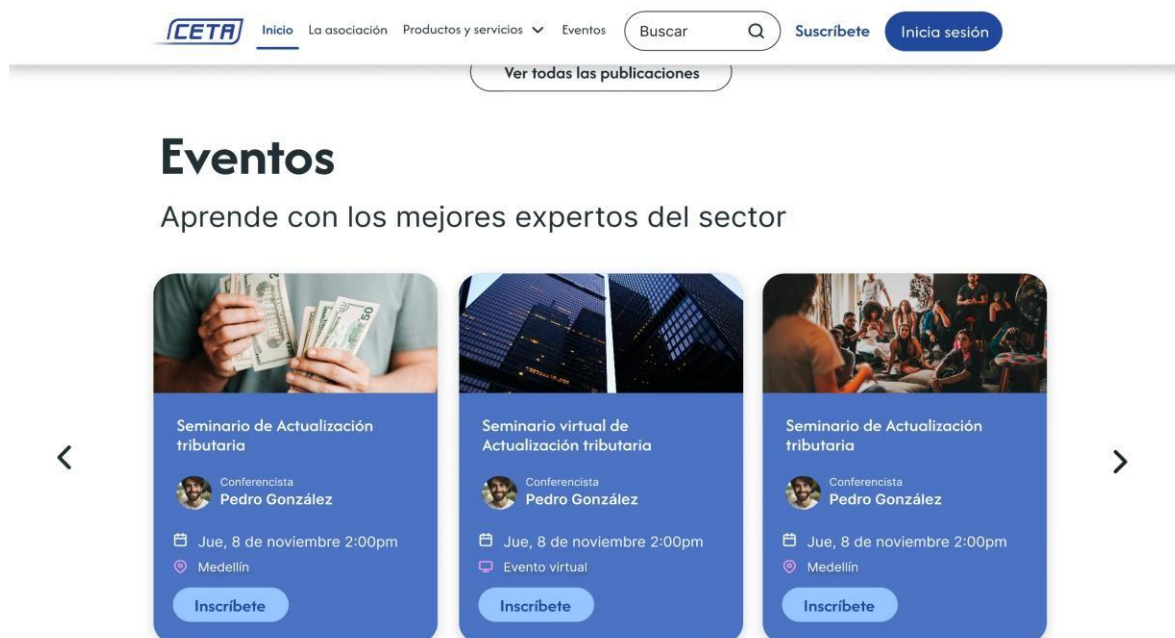 CETA Inicio La asociación Productos y servicios Eventos Buscar Suscríbete Inicia sesión
Ver todas las publicaciones
Eventos
Aprende con los mejores expertos del sector
Seminario de Actualización
tributaria
Conferencista
Pedro González
Jue, 8 de noviembre 2:00pm
Medellín
Inscríbete
Seminario virtual de
Actualización tributaria
Conferencista
Pedro González
Jue, 8 de noviembre 2:00pm
Evento virtual
Inscríbete
Seminario de Actualización
tributaria
Conferencista
Pedro González
Jue, 8 de noviembre 2:00pm
Medellín
Inscríbete